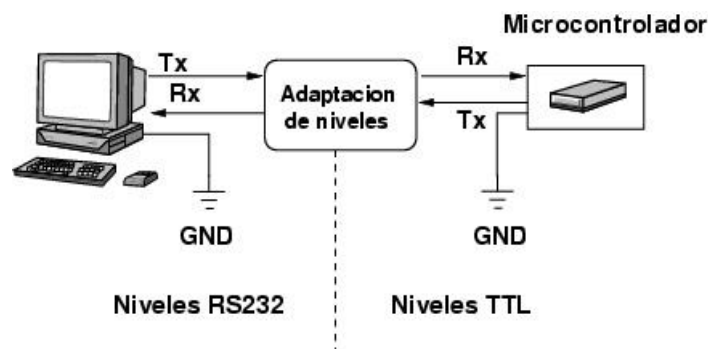 Microcontrolador
Tx
Rx
Adaptacion
de niveles
Rx
Tx
GND
GND
Niveles RS232
Niveles TTL